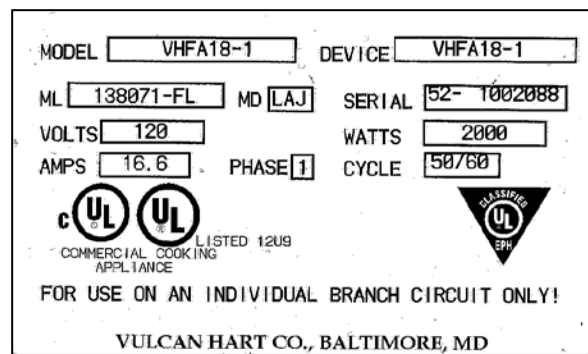 MODEL VHFA18-1 DEVICE VHFA18-1
ML 138071-FL MD LAJ SERIAL 52- 1002088
VOLTS 120 WATTS 2000
AMPS 16.6 PHASE 1 CYCLE 50/60
C UL UL LISTED 12U9
COMMERCIAL COOKING
APPLIANCE
CLASSIFIED
UL
EPH
FOR USE ON AN INDIVIDUAL BRANCH CIRCUIT ONLY!
VULCAN HART CO., BALTIMORE, MD